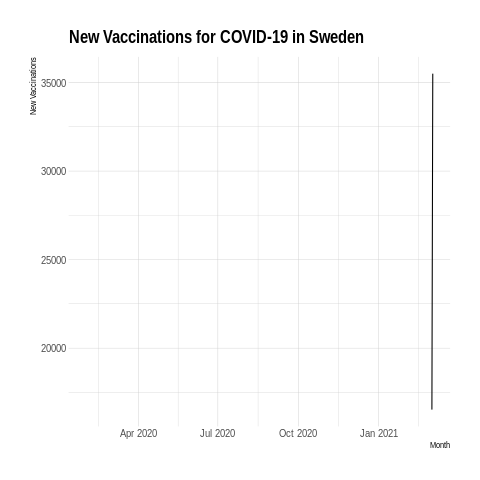 New Vaccinations for COVID-19 in Sweden
New Vaccinations
35000
30000
25000
20000
Apr 2020 Jul 2020 Oct 2020 Jan 2021
Month